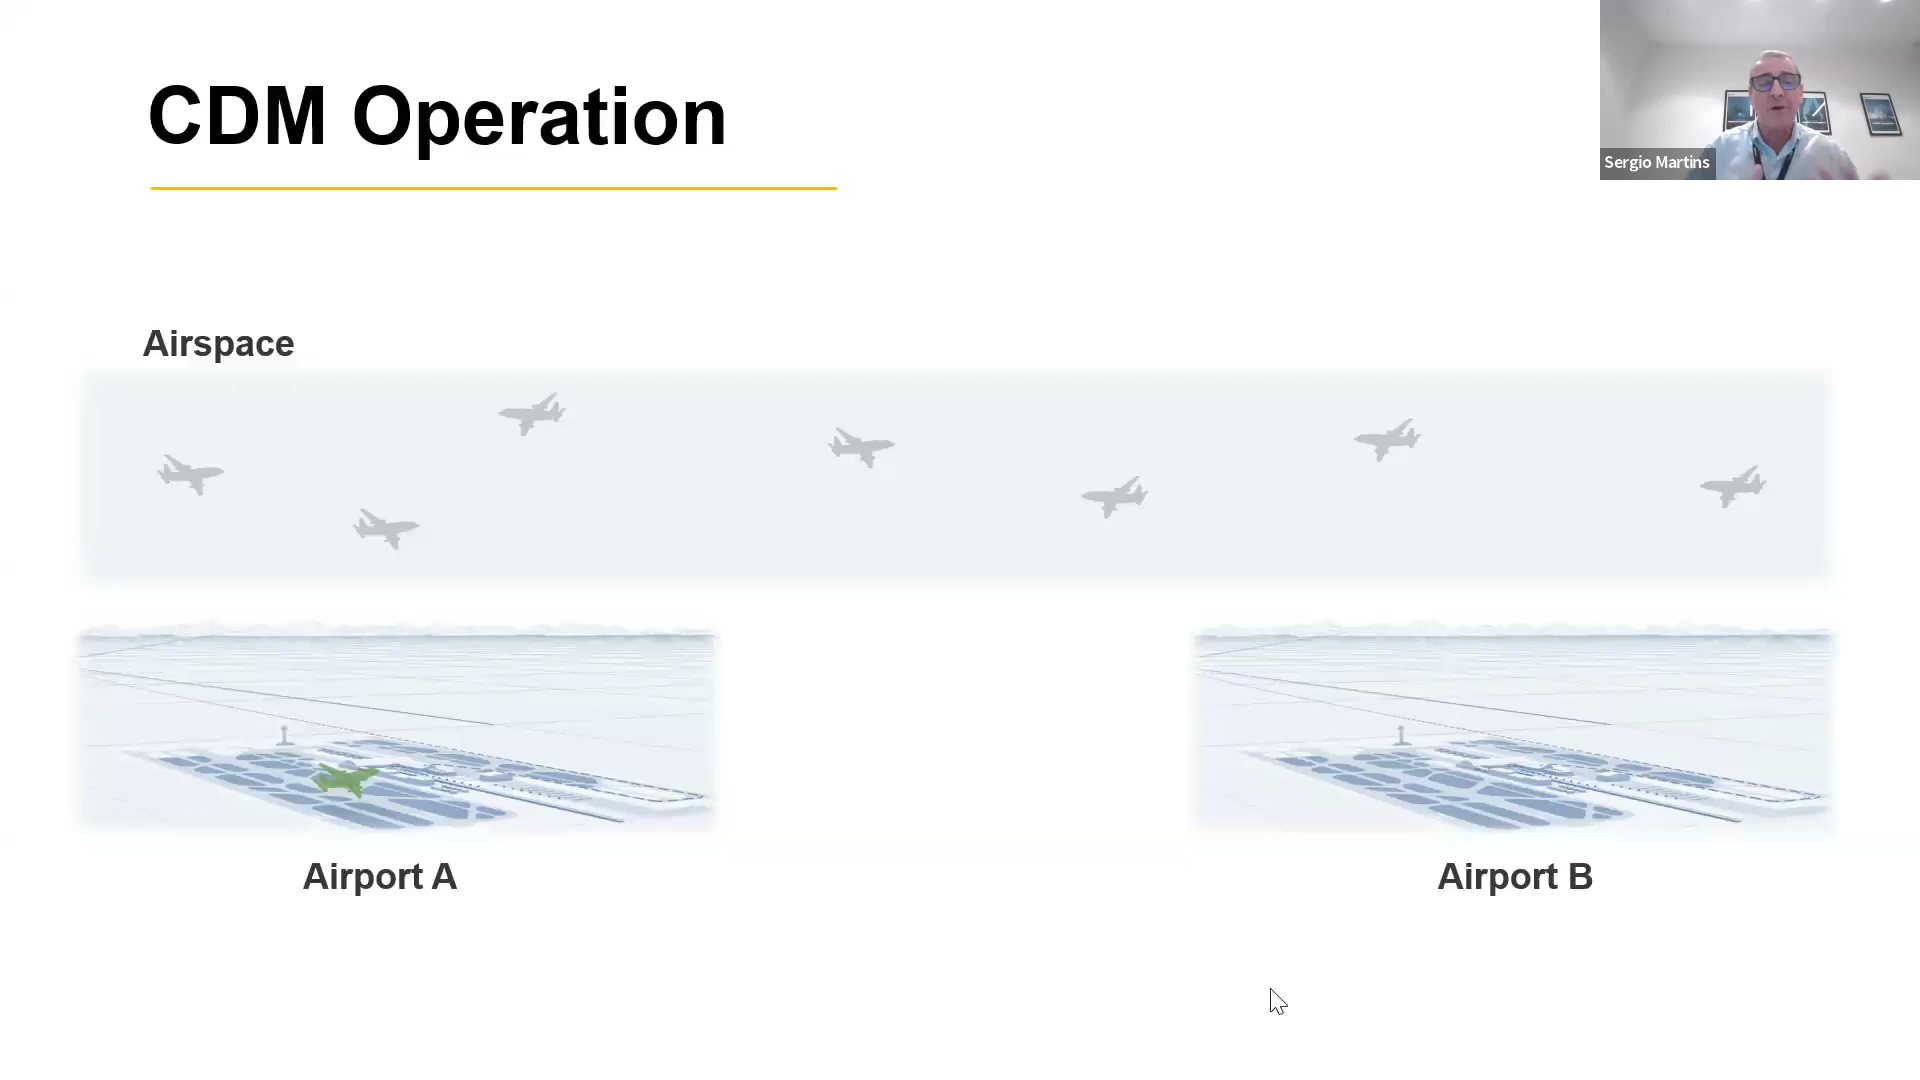 CDM Operation
Sergio Martins
Airspace
Airport A
Airport B